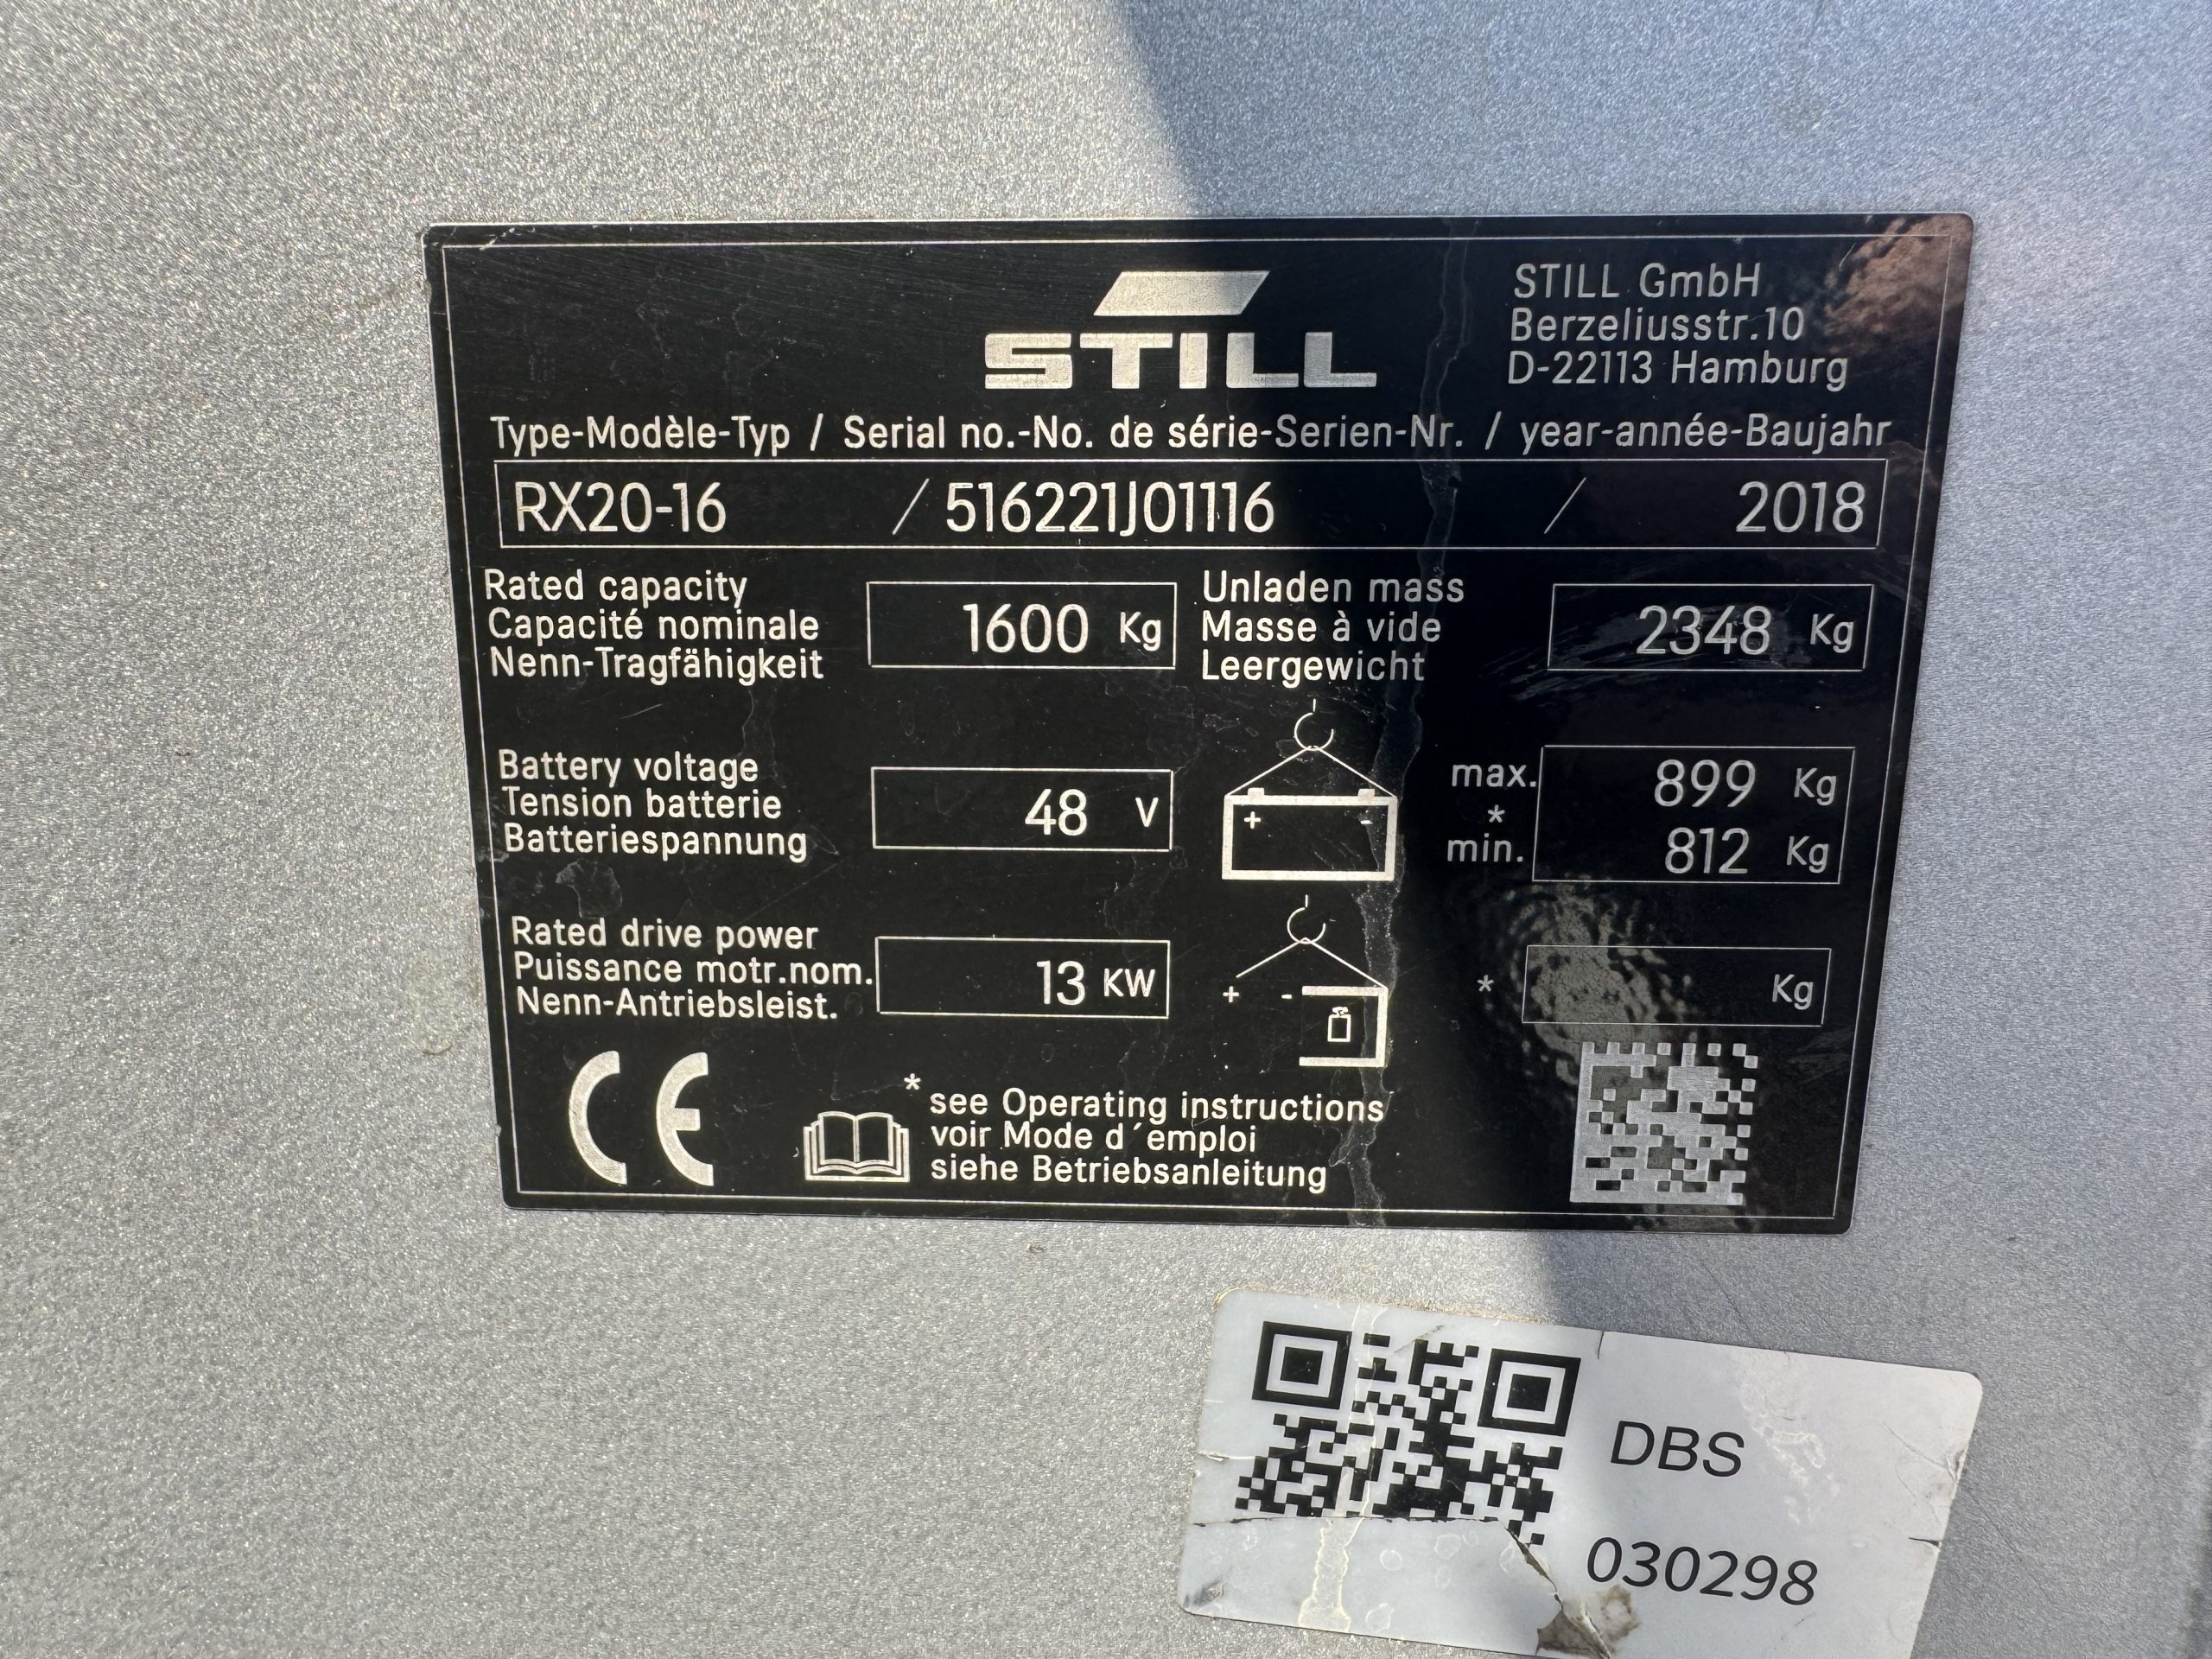 STILL
STILL GmbH
Berzeliusstr.10
D-22113 Hamburg
Type-Modèle-Typ / Serial no.-No. de série-Serien-Nr. / year-année-Baujahr
RX20-16 / 516221J01116 / 2018
Rated capacity
Capacité nominale
Nenn-Tragfähigkeit
1600 Kg
Unladen mass
Masse à vide
Leergewicht
2348 Kg
Battery voltage
Tension batterie
Batteriespannung
48 V
+ -
max. 899 Kg
*
min. 812 Kg
Rated drive power
Puissance motr.nom.
Nenn-Antriebsleist.
13 KW
+ -
* Kg
CE
* see Operating instructions
voir Mode d´emploi
siehe Betriebsanleitung
DBS
030298